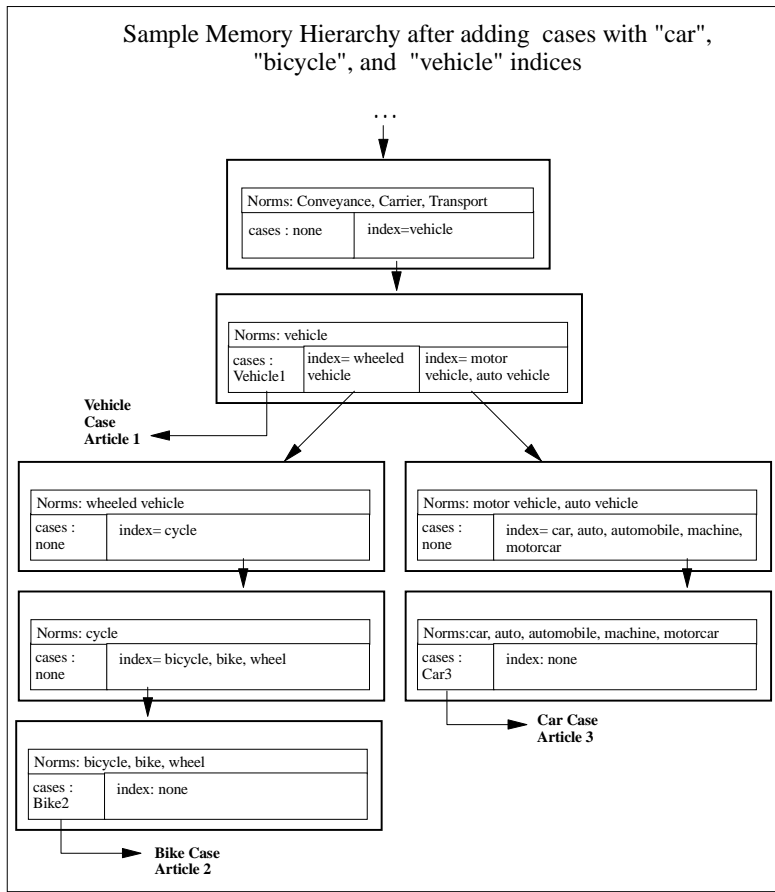 Sample Memory Hierarchy after adding cases with "car",
"bicycle", and "vehicle" indices
...
Norms: Conveyance, Carrier, Transport
cases : none
index=vehicle
Norms: vehicle
cases :
Vehicle1
index= wheeled
vehicle
index= motor
vehicle, auto vehicle
Vehicle
Case
Article 1
Norms: wheeled vehicle
cases :
none
index= cycle
Norms: motor vehicle, auto vehicle
cases :
none
index= car, auto, automobile, machine,
motorcar
Norms: cycle
cases :
none
index= bicycle, bike, wheel
Norms:car, auto, automobile, machine, motorcar
cases :
Car3
index: none
Car Case
Article 3
Norms: bicycle, bike, wheel
cases :
Bike2
index: none
Bike Case
Article 2